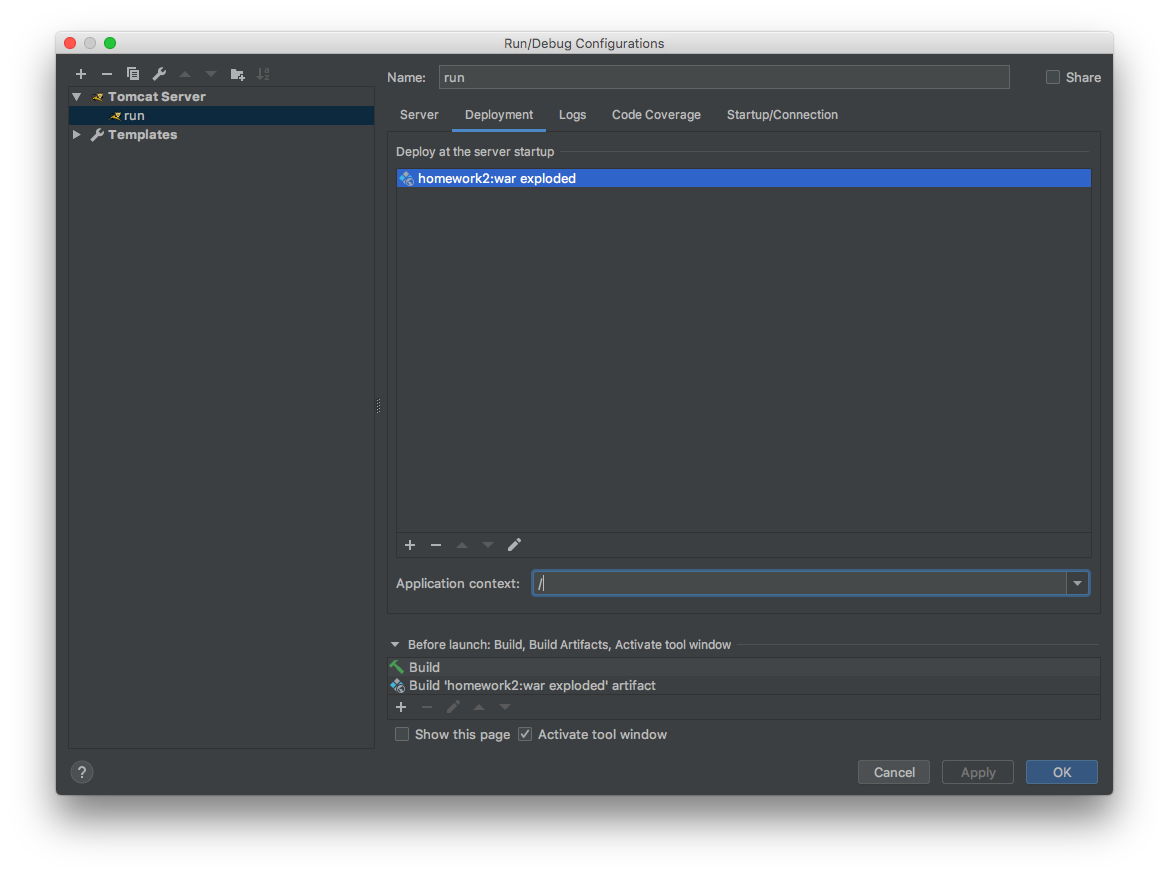 Run/Debug Configurations
Name: run
Share
Tomcat Server
run
Templates
Server Deployment Logs Code Coverage Startup/Connection
Deploy at the server startup
homework2:war exploded
Application context: /
Before launch: Build, Build Artifacts, Activate tool window
Build
Build 'homework2:war exploded' artifact
Show this page Activate tool window
? Cancel Apply OK